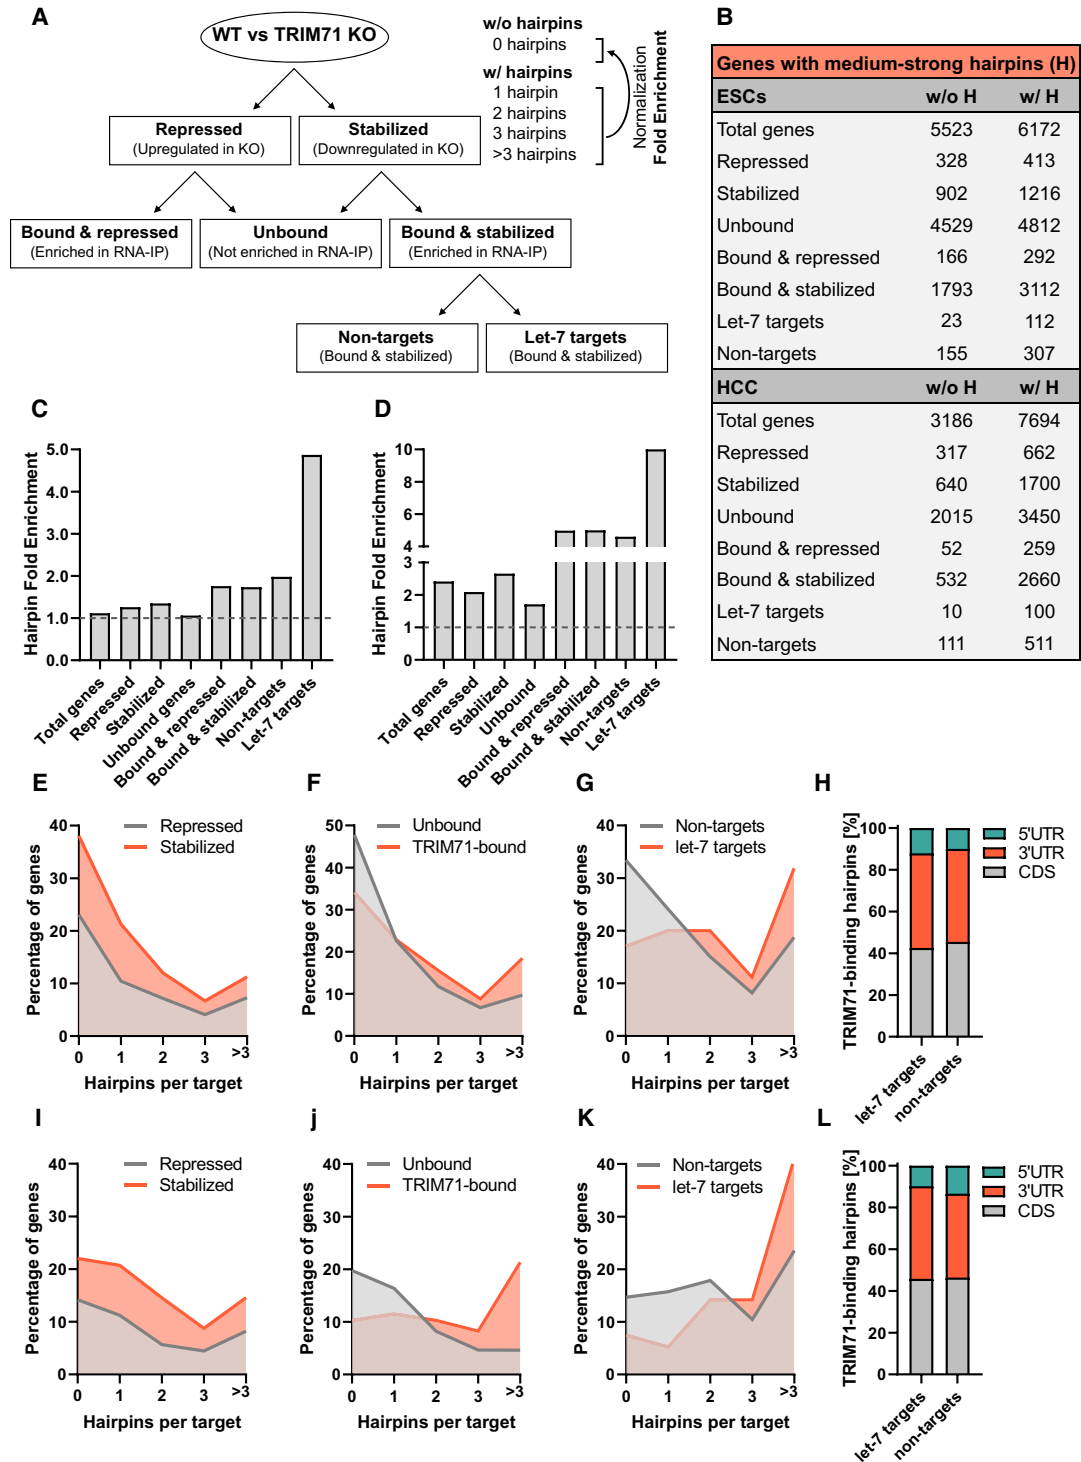 A
WT vs TRIM71 KO
w/o hairpins
0 hairpins
w/ hairpins
1 hairpin
2 hairpins
3 hairpins
>3 hairpins
Normalization
Fold Enrichment
Repressed
(Upregulated in KO)
Stabilized
(Downregulated in KO)
Bound & repressed
(Enriched in RNA-IP)
Unbound
(Not enriched in RNA-IP)
Bound & stabilized
(Enriched in RNA-IP)
Non-targets
(Bound & stabilized)
Let-7 targets
(Bound & stabilized)
B
Genes with medium-strong hairpins (H)
ESCs w/o H w/ H
Total genes 5523 6172
Repressed 328 413
Stabilized 902 1216
Unbound 4529 4812
Bound & repressed 166 292
Bound & stabilized 1793 3112
Let-7 targets 23 112
Non-targets 155 307
HCC w/o H w/ H
Total genes 3186 7694
Repressed 317 662
Stabilized 640 1700
Unbound 2015 3450
Bound & repressed 52 259
Bound & stabilized 532 2660
Let-7 targets 10 100
Non-targets 111 511
C
Hairpin Fold Enrichment
5.0
4.0
3.0
2.0
1.0
0.0
Total genes
Repressed
Stabilized
Unbound genes
Bound & repressed
Bound & stabilized
Non-targets
Let-7 targets
D
Hairpin Fold Enrichment
10
8
6
4
3
2
1
0
Total genes
Repressed
Stabilized
Unbound
Bound & repressed
Bound & stabilized
Non-targets
Let-7 targets
E
Percentage of genes
40
30
20
10
0
Repressed
Stabilized
0 1 2 3 >3
Hairpins per target
F
Percentage of genes
50
40
30
20
10
0
Unbound
TRIM71-bound
0 1 2 3 >3
Hairpins per target
G
Percentage of genes
40
30
20
10
0
Non-targets
let-7 targets
0 1 2 3 >3
Hairpins per target
H
TRIM71-binding hairpins [%]
100
80
60
40
20
0
5'UTR
3'UTR
CDS
let-7 targets
non-targets
I
Percentage of genes
40
30
20
10
0
Repressed
Stabilized
0 1 2 3 >3
Hairpins per target
j
Percentage of genes
40
30
20
10
0
Unbound
TRIM71-bound
0 1 2 3 >3
Hairpins per target
K
Percentage of genes
40
30
20
10
0
Non-targets
let-7 targets
0 1 2 3 >3
Hairpins per target
L
TRIM71-binding hairpins [%]
100
80
60
40
20
0
5'UTR
3'UTR
CDS
let-7 targets
non-targets